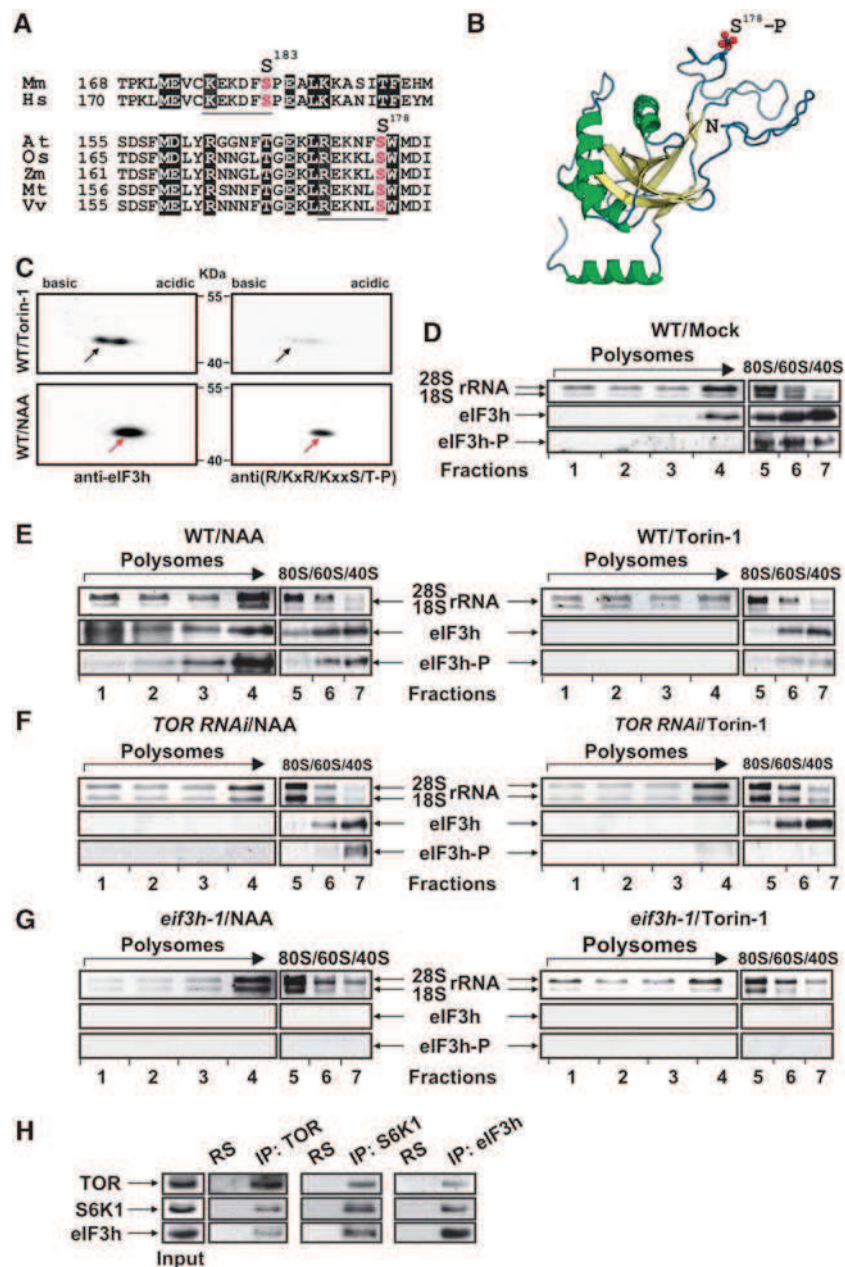 A
S183
Mm 168 TPKLMEVCKEKDFSPEALKKASITFEHM
Hs 170 TPKLMEVCKEKDFSPEALKKANITFEYM
S178
At 155 SDSFMDLYRGGNFTGEKLREKNFSWMDI
Os 165 TDSFMELYRNNGLTGEKLREKNLSWMDI
Zm 161 TDSFMELYRNNGLTGEKLREKKLSWMDI
Mt 156 SDSFMELYRSNNFTGEKLREKNLSWMDI
Vv 155 SDSFMELYRNNNFTGEKLREKNLSWMDI
B
S178-P
N
C
basic acidic KDa basic acidic
WT/Torin-1
55
40
WT/NAA
55
40
anti-eIF3h anti(R/KxR/KxxS/T-P)
D
WT/Mock
Polysomes 80S/60S/40S
28S
18S
rRNA
eIF3h
eIF3h-P
Fractions 1 2 3 4 5 6 7
E
WT/NAA WT/Torin-1
Polysomes 80S/60S/40S Polysomes 80S/60S/40S
28S
18S
rRNA
eIF3h
eIF3h-P
1 2 3 4 5 6 7 Fractions 1 2 3 4 5 6 7
F
TOR RNAi/NAA TOR RNAi/Torin-1
Polysomes 80S/60S/40S Polysomes 80S/60S/40S
28S
18S
rRNA
eIF3h
eIF3h-P
1 2 3 4 5 6 7 Fractions 1 2 3 4 5 6 7
G
eif3h-1/NAA eif3h-1/Torin-1
Polysomes 80S/60S/40S Polysomes 80S/60S/40S
28S
18S
rRNA
eIF3h
eIF3h-P
1 2 3 4 5 6 7 Fractions 1 2 3 4 5 6 7
H
RS IP: TOR RS IP: S6K1 RS IP: eIF3h
TOR
S6K1
eIF3h
Input